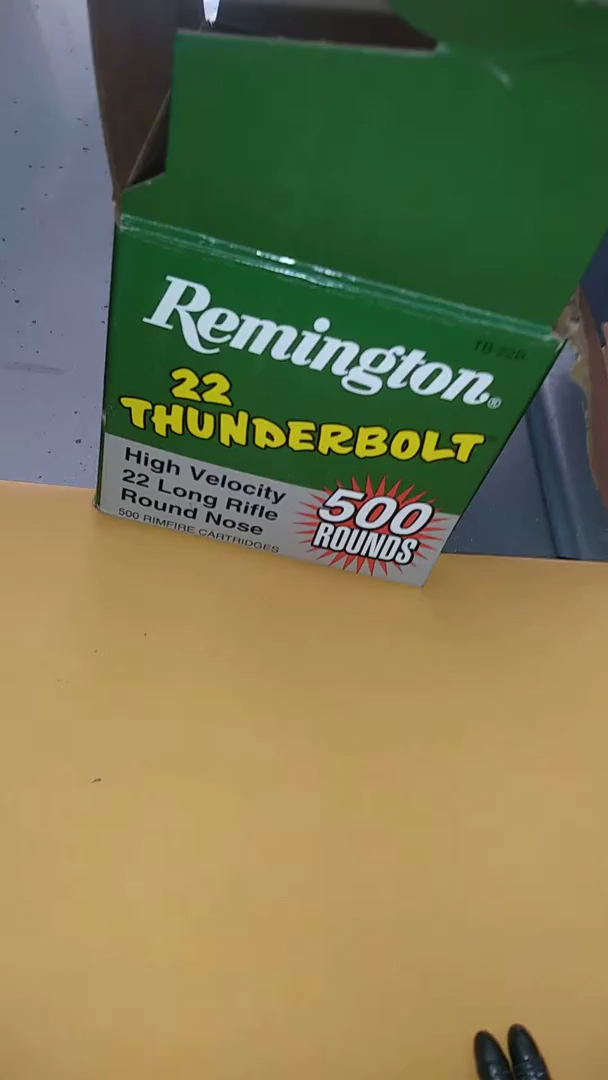 Remington®
TB-22B
22
THUNDERBOLT
High Velocity
22 Long Rifle
Round Nose
500 RIMFIRE CARTRIDGES
500
ROUNDS